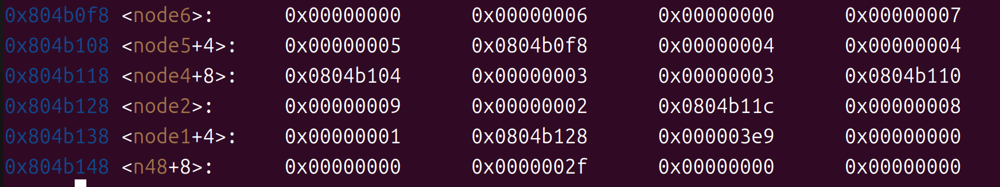 0x804b0f8 <node6>: 0x00000000 0x00000006 0x00000000 0x00000007
0x804b108 <node5+4>: 0x00000005 0x0804b0f8 0x00000004 0x00000004
0x804b118 <node4+8>: 0x0804b104 0x00000003 0x00000003 0x0804b110
0x804b128 <node2>: 0x00000009 0x00000002 0x0804b11c 0x00000008
0x804b138 <node1+4>: 0x00000001 0x0804b128 0x000003e9 0x00000000
0x804b148 <n48+8>: 0x00000000 0x0000002f 0x00000000 0x00000000